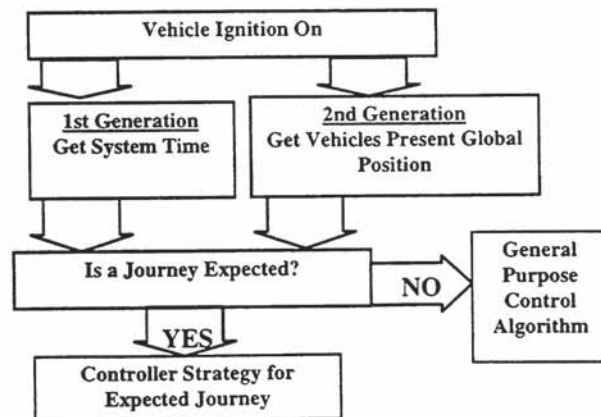 Vehicle Ignition On
1st Generation
Get System Time
2nd Generation
Get Vehicles Present Global
Position
Is a Journey Expected?
NO
General
Purpose
Control
Algorithm
YES
Controller Strategy for
Expected Journey